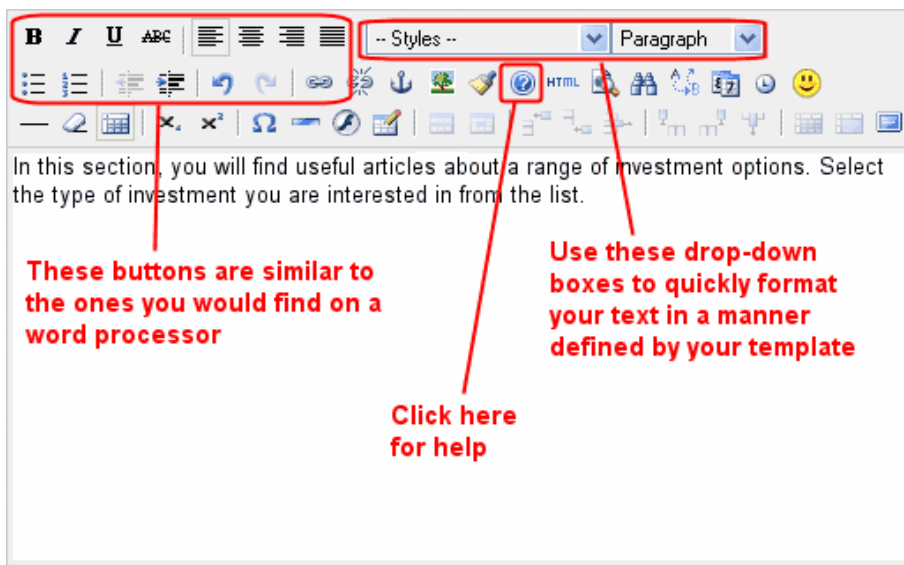 B I U ABC -- Styles -- Paragraph
HTML
In this section, you will find useful articles about a range of investment options. Select
the type of investment you are interested in from the list.
These buttons are similar to
the ones you would find on a
word processor
Use these drop-down
boxes to quickly format
your text in a manner
defined by your template
Click here
for help